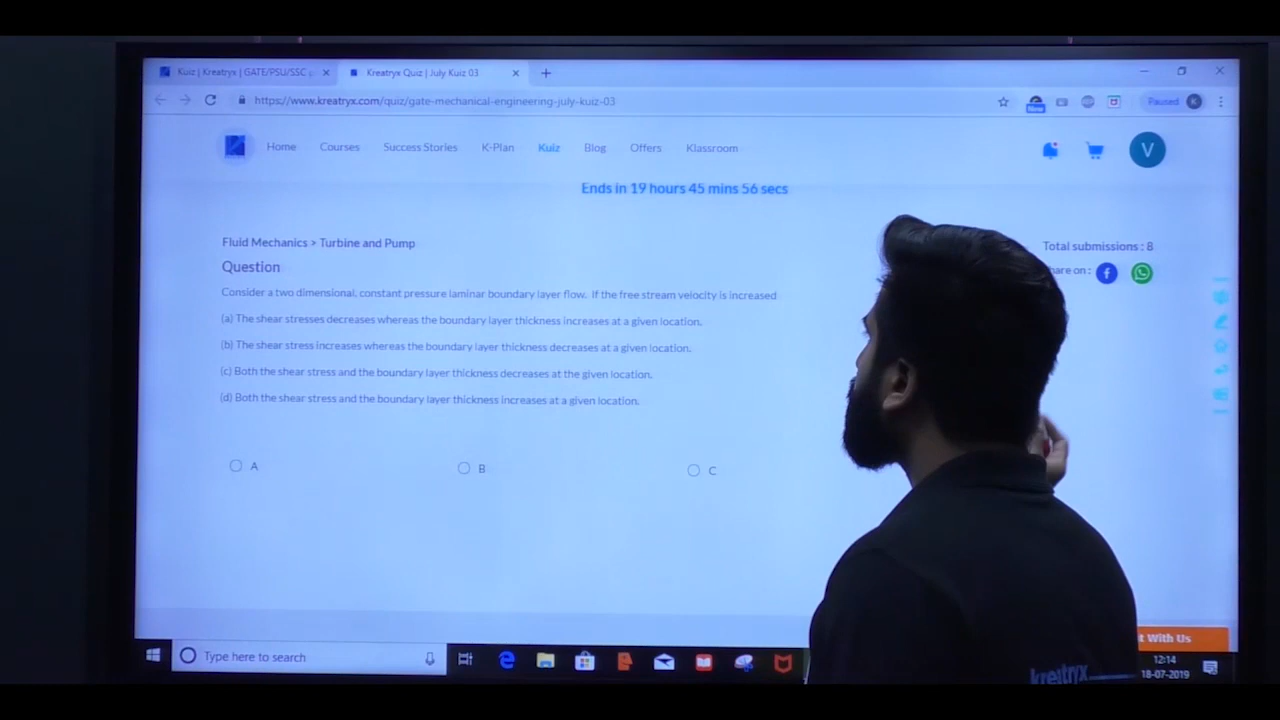 Kuiz | Kreatryx | GATE/PSU/SSC
Kreatryx Quiz | July Kuiz 03
https://www.kreatryx.com/quiz/gate-mechanical-engineering-july-kuiz-03
New
Paused K
Home Courses Success Stories K-Plan Kuiz Blog Offers Klassroom V
Ends in 19 hours 45 mins 56 secs
Fluid Mechanics > Turbine and Pump
Total submissions : 8
Question
hare on :
Consider a two dimensional, constant pressure laminar boundary layer flow. If the free stream velocity is increased
(a) The shear stresses decreases whereas the boundary layer thickness increases at a given location.
(b) The shear stress increases whereas the boundary layer thickness decreases at a given location.
(c) Both the shear stress and the boundary layer thickness decreases at the given location.
(d) Both the shear stress and the boundary layer thickness increases at a given location.
A B C
t With Us
Type here to search
12:14
18-07-2019
kreatryx